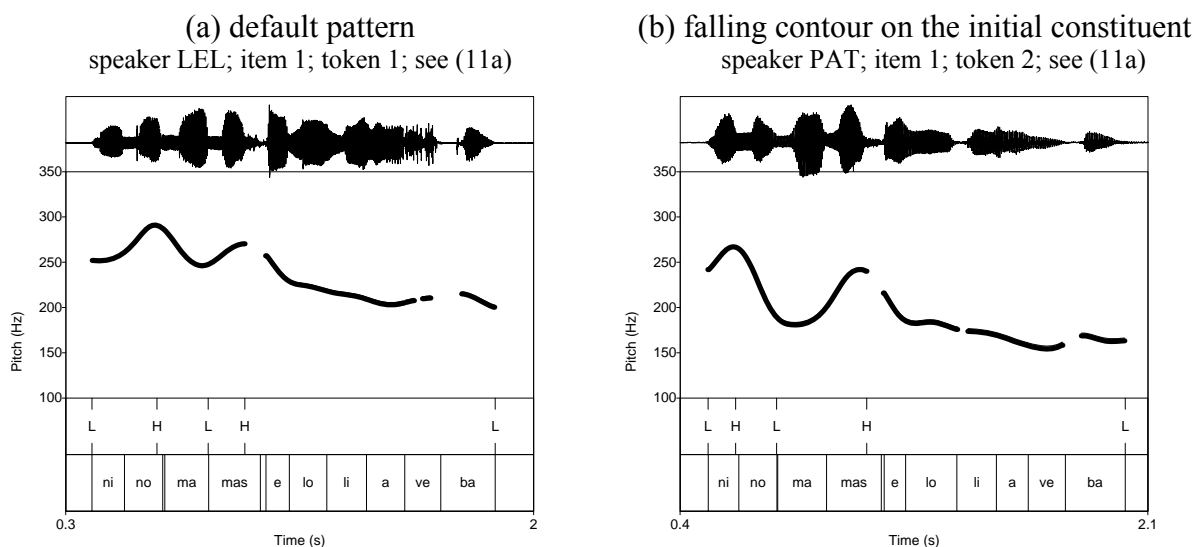 (a) default pattern
speaker LEL; item 1; token 1; see (11a)
350
300
250
200
150
100
Pitch (Hz)
L H L H L
ni no ma mas e lo li a ve ba
0.3 2
Time (s)
(b) falling contour on the initial constituent
speaker PAT; item 1; token 2; see (11a)
350
300
250
200
150
100
Pitch (Hz)
L H L H L
ni no ma mas e lo li a ve ba
0.4 2.1
Time (s)